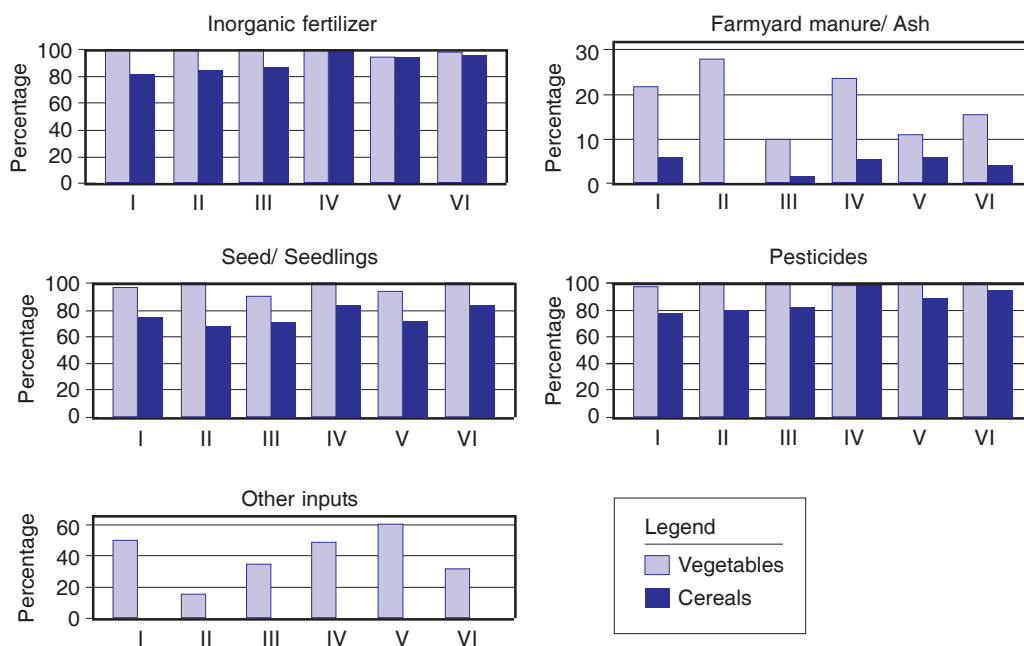 Inorganic fertilizer
Percentage
100
80
60
40
20
0
I II III IV V VI
Farmyard manure/ Ash
Percentage
30
20
10
0
I II III IV V VI
Seed/ Seedlings
Percentage
100
80
60
40
20
0
I II III IV V VI
Pesticides
Percentage
100
80
60
40
20
0
I II III IV V VI
Other inputs
Percentage
60
40
20
0
I II III IV V VI
Legend
Vegetables
Cereals